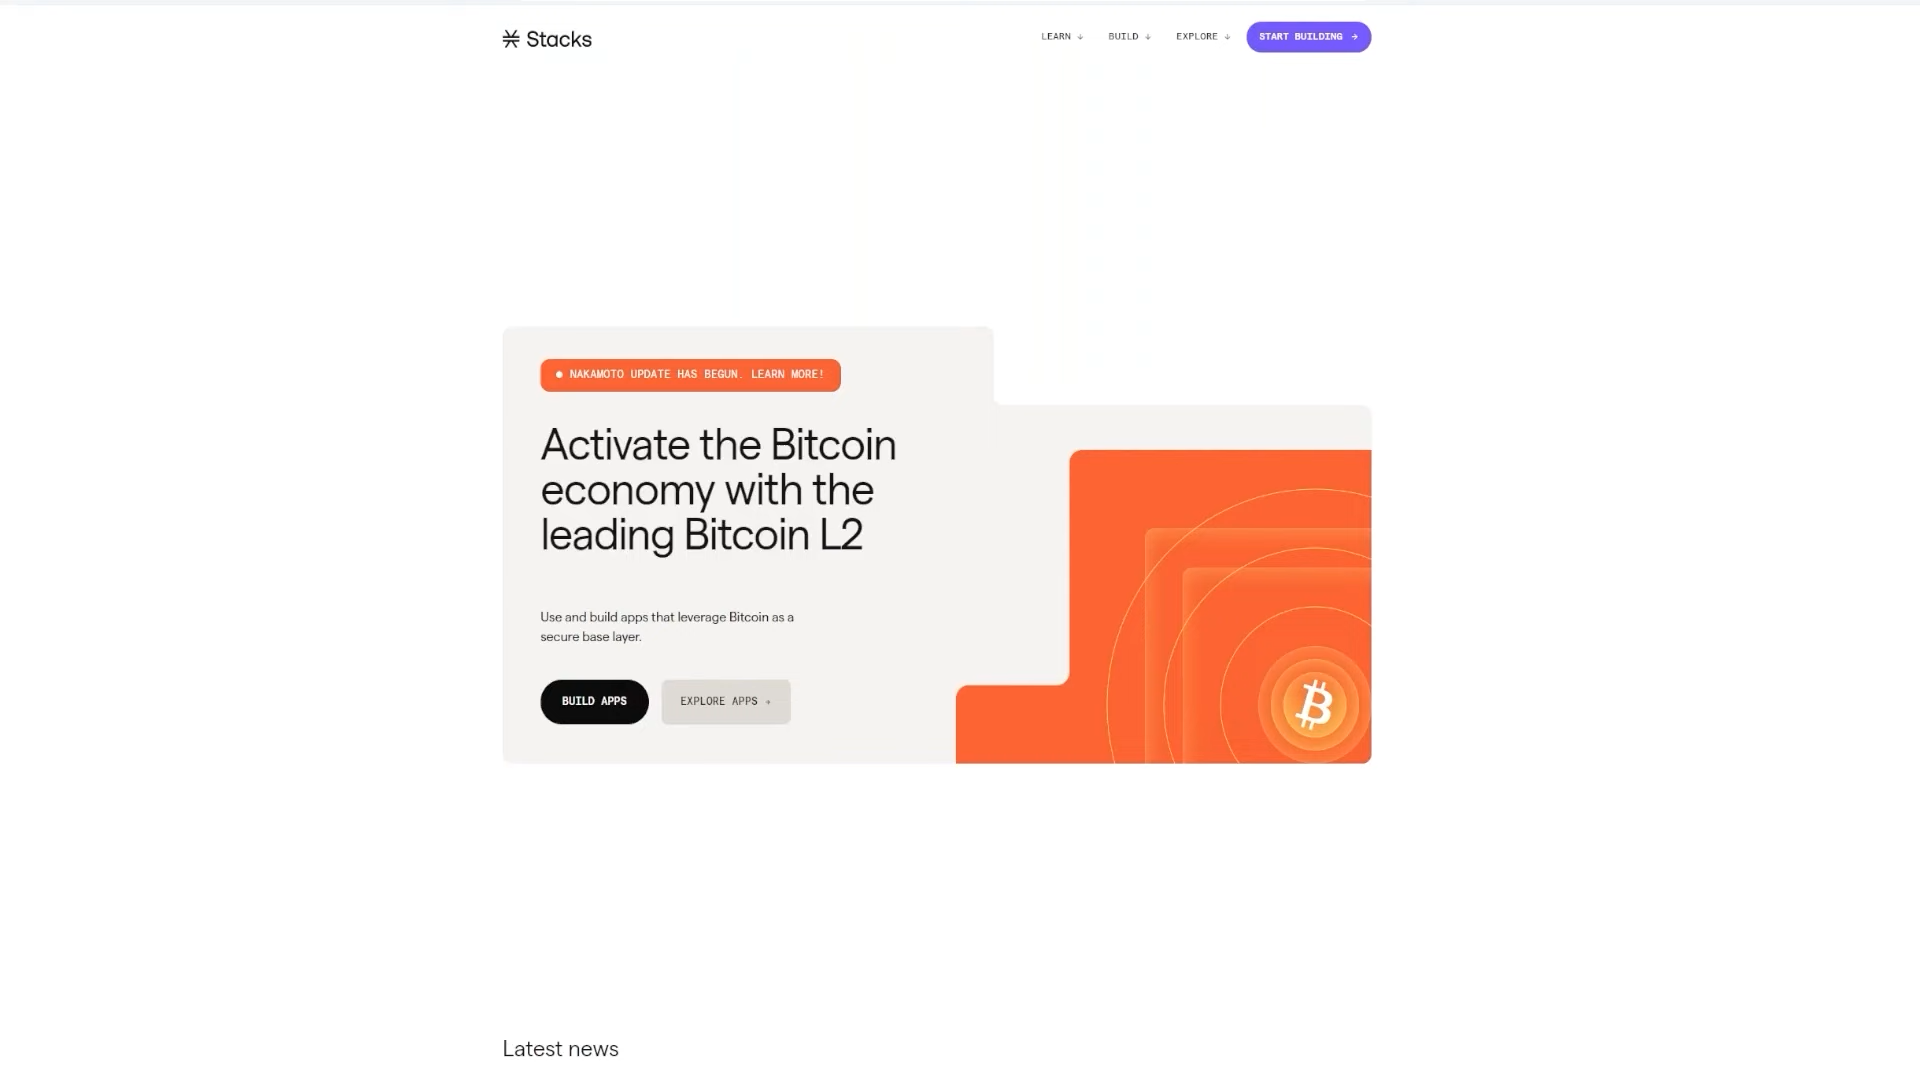 Stacks
LEARN ↓
BUILD ↓
EXPLORE ↓
START BUILDING →
NAKAMOTO UPDATE HAS BEGUN. LEARN MORE!
Activate the Bitcoin
economy with the
leading Bitcoin L2
Use and build apps that leverage Bitcoin as a
secure base layer.
BUILD APPS
EXPLORE APPS
Latest news